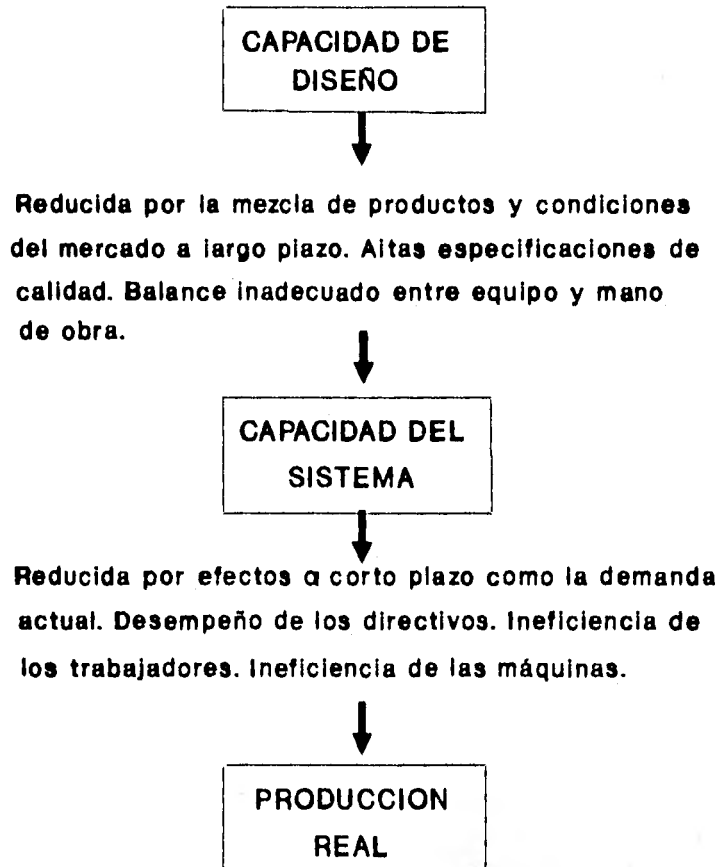 CAPACIDAD DE
DISEÑO
Reducida por la mezcla de productos y condiciones
del mercado a largo plazo. Altas especificaciones de
calidad. Balance inadecuado entre equipo y mano
de obra.
CAPACIDAD DEL
SISTEMA
Reducida por efectos a corto plazo como la demanda
actual. Desempeño de los directivos. Ineficiencia de
los trabajadores. Ineficiencia de las máquinas.
PRODUCCION
REAL